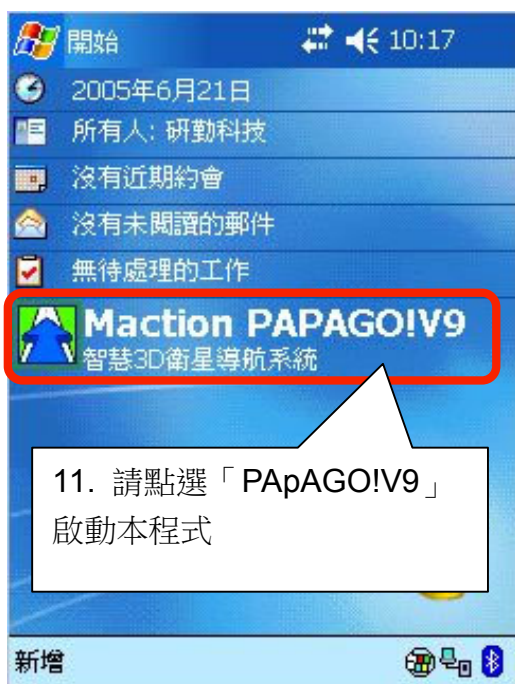 開始 10:17
2005年6月21日
所有人: 研勤科技
沒有近期約會
沒有未閱讀的郵件
無待處理的工作
Maction PAPAGO!V9
智慧3D衛星導航系統
11. 請點選「PApAGO!V9」
啟動本程式
新增